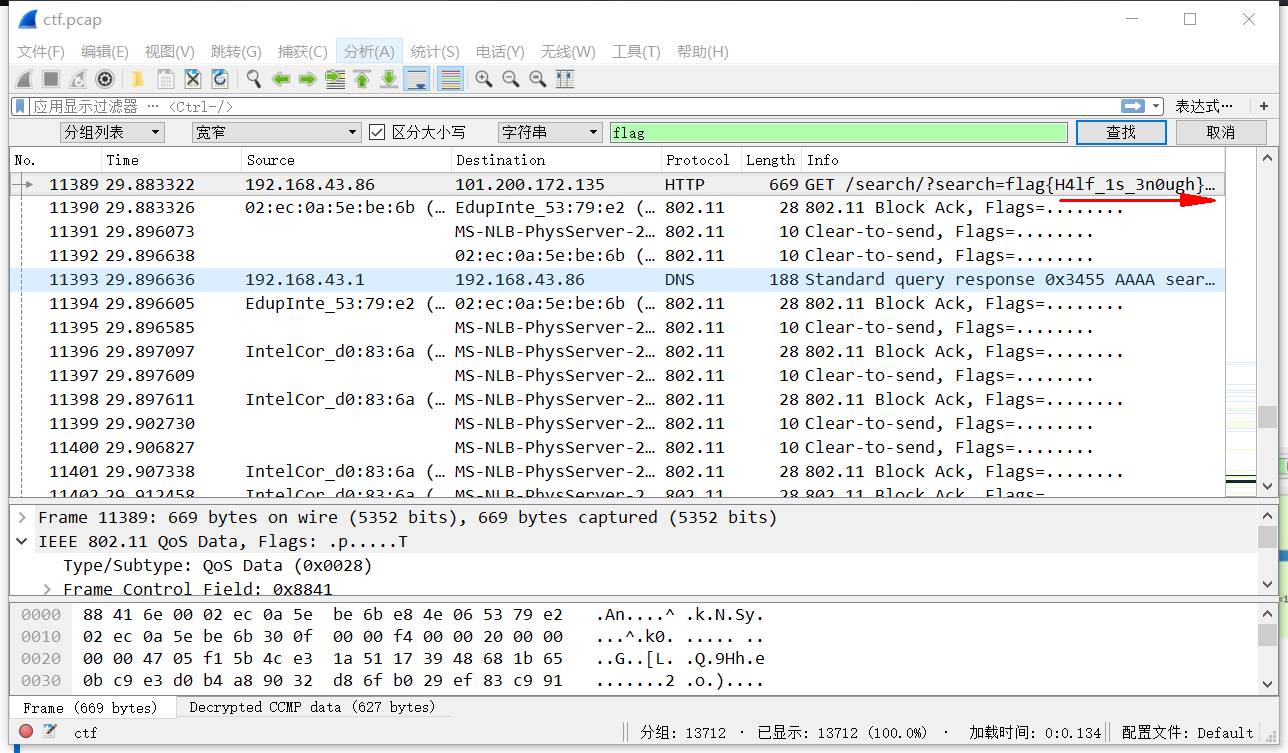 ctf.pcap
文件(F) 编辑(E) 视图(V) 跳转(G) 捕获(C) 分析(A) 统计(S) 电话(Y) 无线(W) 工具(T) 帮助(H)
应用显示过滤器 … <Ctrl-/> 表达式… +
分组列表 宽窄 区分大小写 字符串 flag 查找 取消
No. Time Source Destination Protocol Length Info
11389 29.883322 192.168.43.86 101.200.172.135 HTTP 669 GET /search/?search=flag{H4lf_1s_3n0ugh}…
11390 29.883326 02:ec:0a:5e:be:6b (… EdupInte_53:79:e2 (… 802.11 28 802.11 Block Ack, Flags=........
11391 29.896073 MS-NLB-PhysServer-2… 802.11 10 Clear-to-send, Flags=........
11392 29.896638 02:ec:0a:5e:be:6b (… 802.11 10 Clear-to-send, Flags=........
11393 29.896636 192.168.43.1 192.168.43.86 DNS 188 Standard query response 0x3455 AAAA sear…
11394 29.896605 EdupInte_53:79:e2 (… 02:ec:0a:5e:be:6b (… 802.11 28 802.11 Block Ack, Flags=........
11395 29.896585 MS-NLB-PhysServer-2… 802.11 10 Clear-to-send, Flags=........
11396 29.897097 IntelCor_d0:83:6a (… MS-NLB-PhysServer-2… 802.11 28 802.11 Block Ack, Flags=........
11397 29.897609 MS-NLB-PhysServer-2… 802.11 10 Clear-to-send, Flags=........
11398 29.897611 IntelCor_d0:83:6a (… MS-NLB-PhysServer-2… 802.11 28 802.11 Block Ack, Flags=........
11399 29.902730 MS-NLB-PhysServer-2… 802.11 10 Clear-to-send, Flags=........
11400 29.906827 MS-NLB-PhysServer-2… 802.11 10 Clear-to-send, Flags=........
11401 29.907338 IntelCor_d0:83:6a (… MS-NLB-PhysServer-2… 802.11 28 802.11 Block Ack, Flags=........
11402 29.912458 IntelCor_d0:83:6a (… MS-NLB-PhysServer-2… 802.11 28 802.11 Block Ack, Flags=
Frame 11389: 669 bytes on wire (5352 bits), 669 bytes captured (5352 bits)
IEEE 802.11 QoS Data, Flags: .p.....T
Type/Subtype: QoS Data (0x0028)
Frame Control Field: 0x8841
0000 88 41 6e 00 02 ec 0a 5e be 6b e8 4e 06 53 79 e2 .An....^ .k.N.Sy.
0010 02 ec 0a 5e be 6b 30 0f 00 00 f4 00 00 20 00 00 ...^.k0. ..... ..
0020 00 00 47 05 f1 5b 4c e3 1a 51 17 39 48 68 1b 65 ..G..[L. .Q.9Hh.e
0030 0b c9 e3 d0 b4 a8 90 32 d8 6f b0 29 ef 83 c9 91 .......2 .o.)....
Frame (669 bytes) Decrypted CCMP data (627 bytes)
ctf 分组: 13712 · 已显示: 13712 (100.0%) · 加载时间: 0:0.134 配置文件: Default